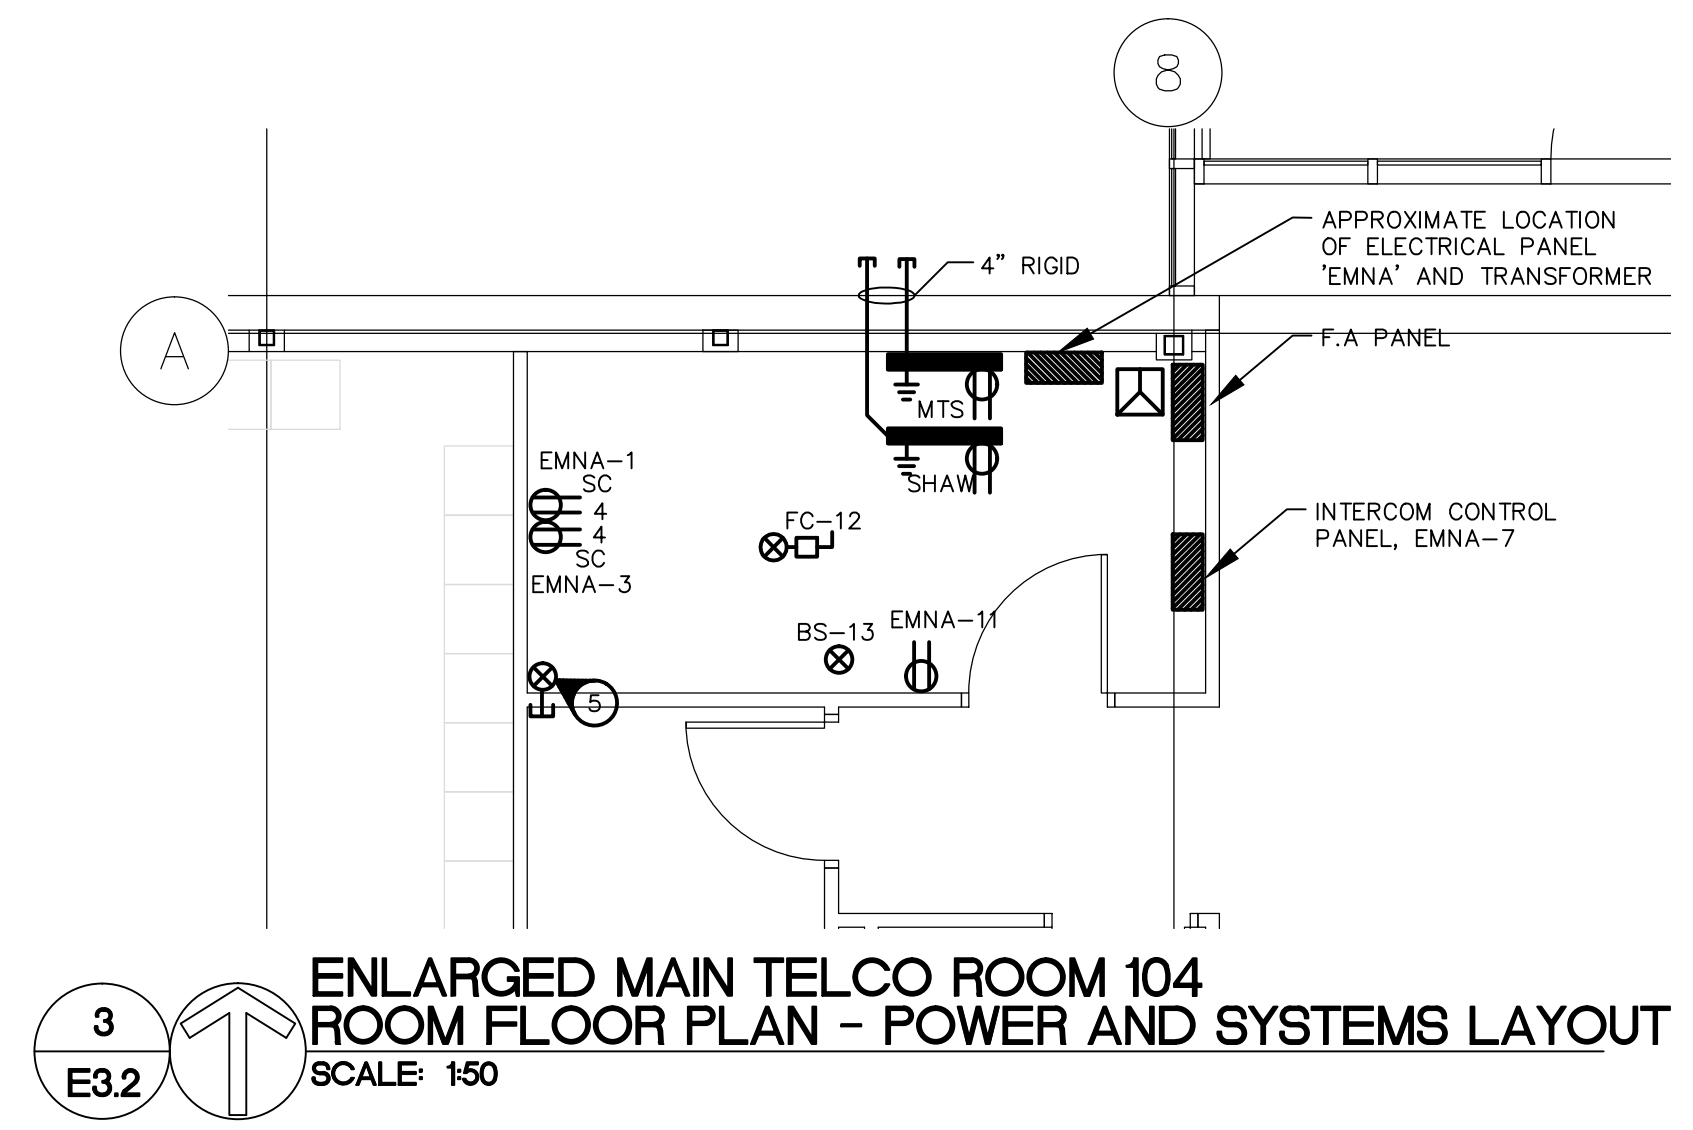 8
APPROXIMATE LOCATION
OF ELECTRICAL PANEL
'EMNA' AND TRANSFORMER
4" RIGID
A
F.A PANEL
MTS
EMNA-1
SC
4
4
SC
EMNA-3
SHAW
FC-12
INTERCOM CONTROL
PANEL, EMNA-7
BS-13
EMNA-11
5
ENLARGED MAIN TELCO ROOM 104
ROOM FLOOR PLAN - POWER AND SYSTEMS LAYOUT
SCALE: 1:50
3
E3.2